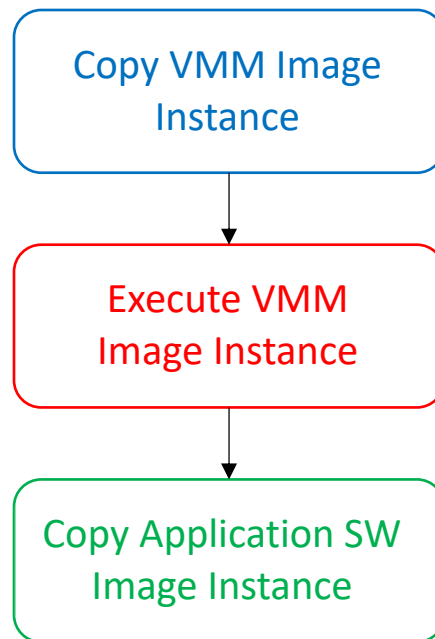 Copy VMM Image
Instance
Execute VMM
Image Instance
Copy Application SW
Image Instance